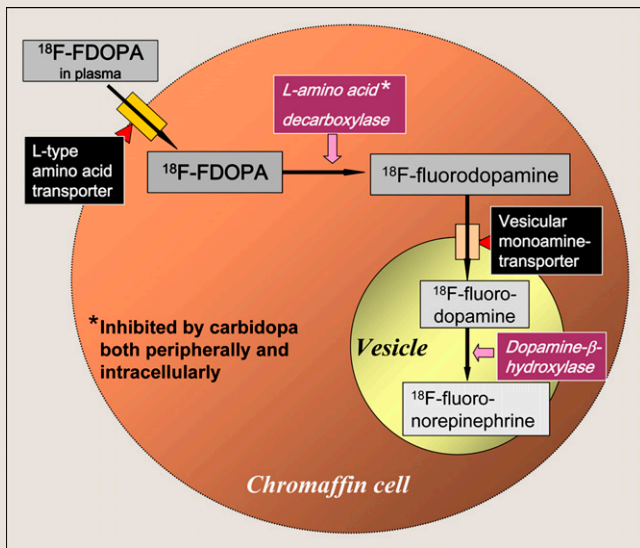 ¹⁸F-FDOPA
in plasma
L-type
amino acid
transporter
L-amino acid*
decarboxylase
¹⁸F-FDOPA
¹⁸F-fluorodopamine
Vesicular
monoamine-
transporter
¹⁸F-fluoro-
dopamine
Vesicle
Dopamine-β-
hydroxylase
¹⁸F-fluoro-
norepinephrine
*Inhibited by carbidopa
both peripherally and
intracellularly
Chromaffin cell